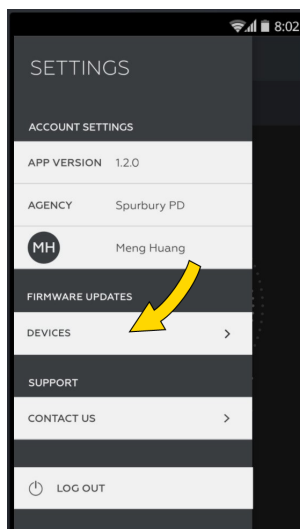 8:02
SETTINGS
ACCOUNT SETTINGS
APP VERSION 1.2.0
AGENCY Spurbury PD
MH Meng Huang
FIRMWARE UPDATES
DEVICES
SUPPORT
CONTACT US
LOG OUT